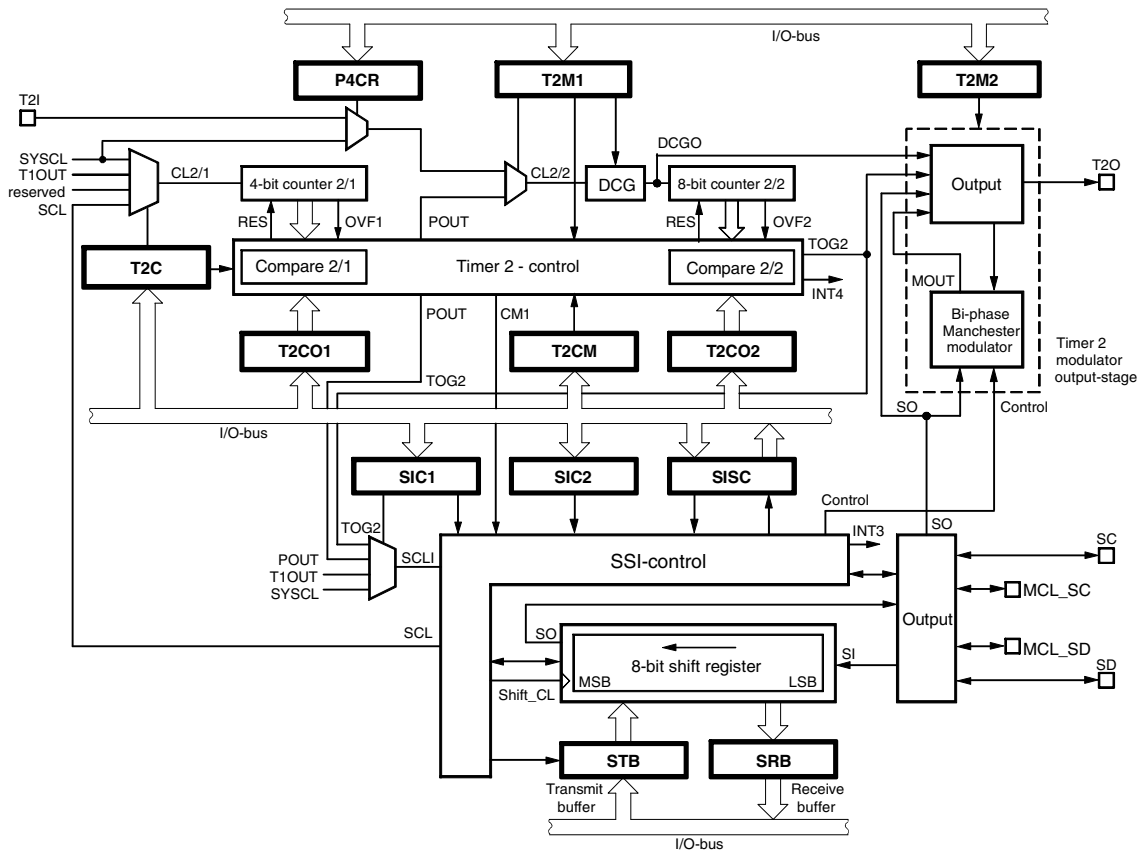 I/O-bus
P4CR
T2M1
T2M2
T2I
DCGO
SYSCL
T1OUT
reserved
SCL
CL2/1
4-bit counter 2/1
CL2/2
DCG
8-bit counter 2/2
Output
T2O
RES
OVF1
POUT
RES
OVF2
TOG2
T2C
Compare 2/1
Timer 2 - control
Compare 2/2
INT4
MOUT
Bi-phase
Manchester
modulator
Timer 2
modulator
output-stage
POUT
CM1
T2CO1
T2CM
T2CO2
TOG2
SO
Control
I/O-bus
SIC1
SIC2
SISC
Control
TOG2
INT3
SO
SC
POUT
T1OUT
SYSCL
SCLI
SSI-control
MCL_SC
Output
SCL
SO
8-bit shift register
SI
MCL_SD
MSB
LSB
SD
Shift_CL
STB
SRB
Transmit
buffer
Receive
buffer
I/O-bus